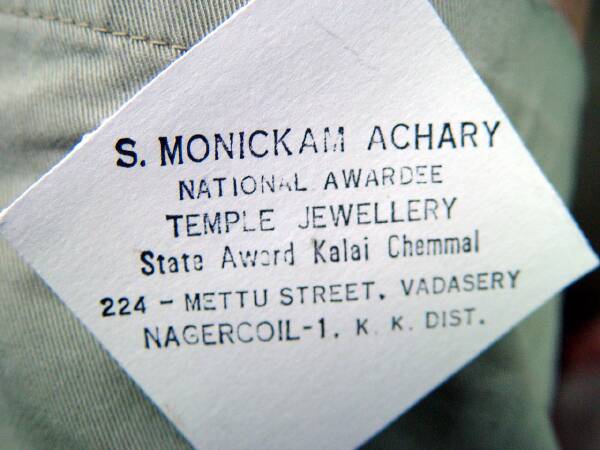 S. MONICKAM ACHARY
NATIONAL AWARDEE
TEMPLE JEWELLERY
State Award Kalai Chemmal
224 - METTU STREET. VADASERY
NAGERCOIL-1. K. K. DIST.